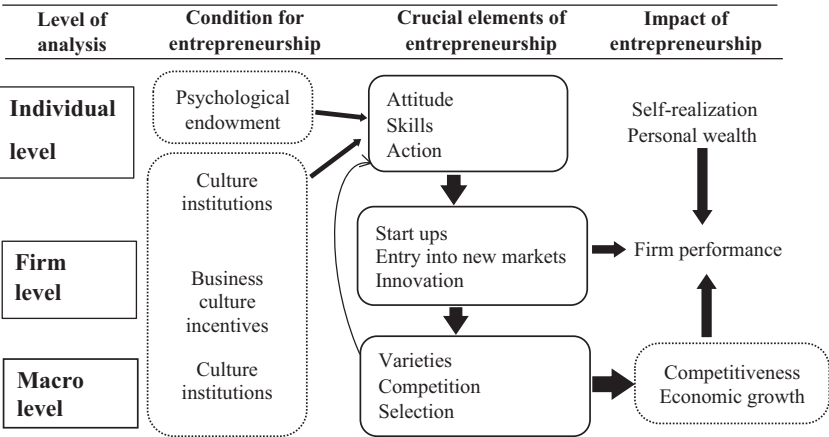 Level of
analysis
Condition for
entrepreneurship
Crucial elements of
entrepreneurship
Impact of
entrepreneurship
Individual
level
Psychological
endowment
Attitude
Skills
Action
Self-realization
Personal wealth
Culture
institutions
Firm
level
Business
culture
incentives
Start ups
Entry into new markets
Innovation
Firm performance
Macro
level
Culture
institutions
Varieties
Competition
Selection
Competitiveness
Economic growth